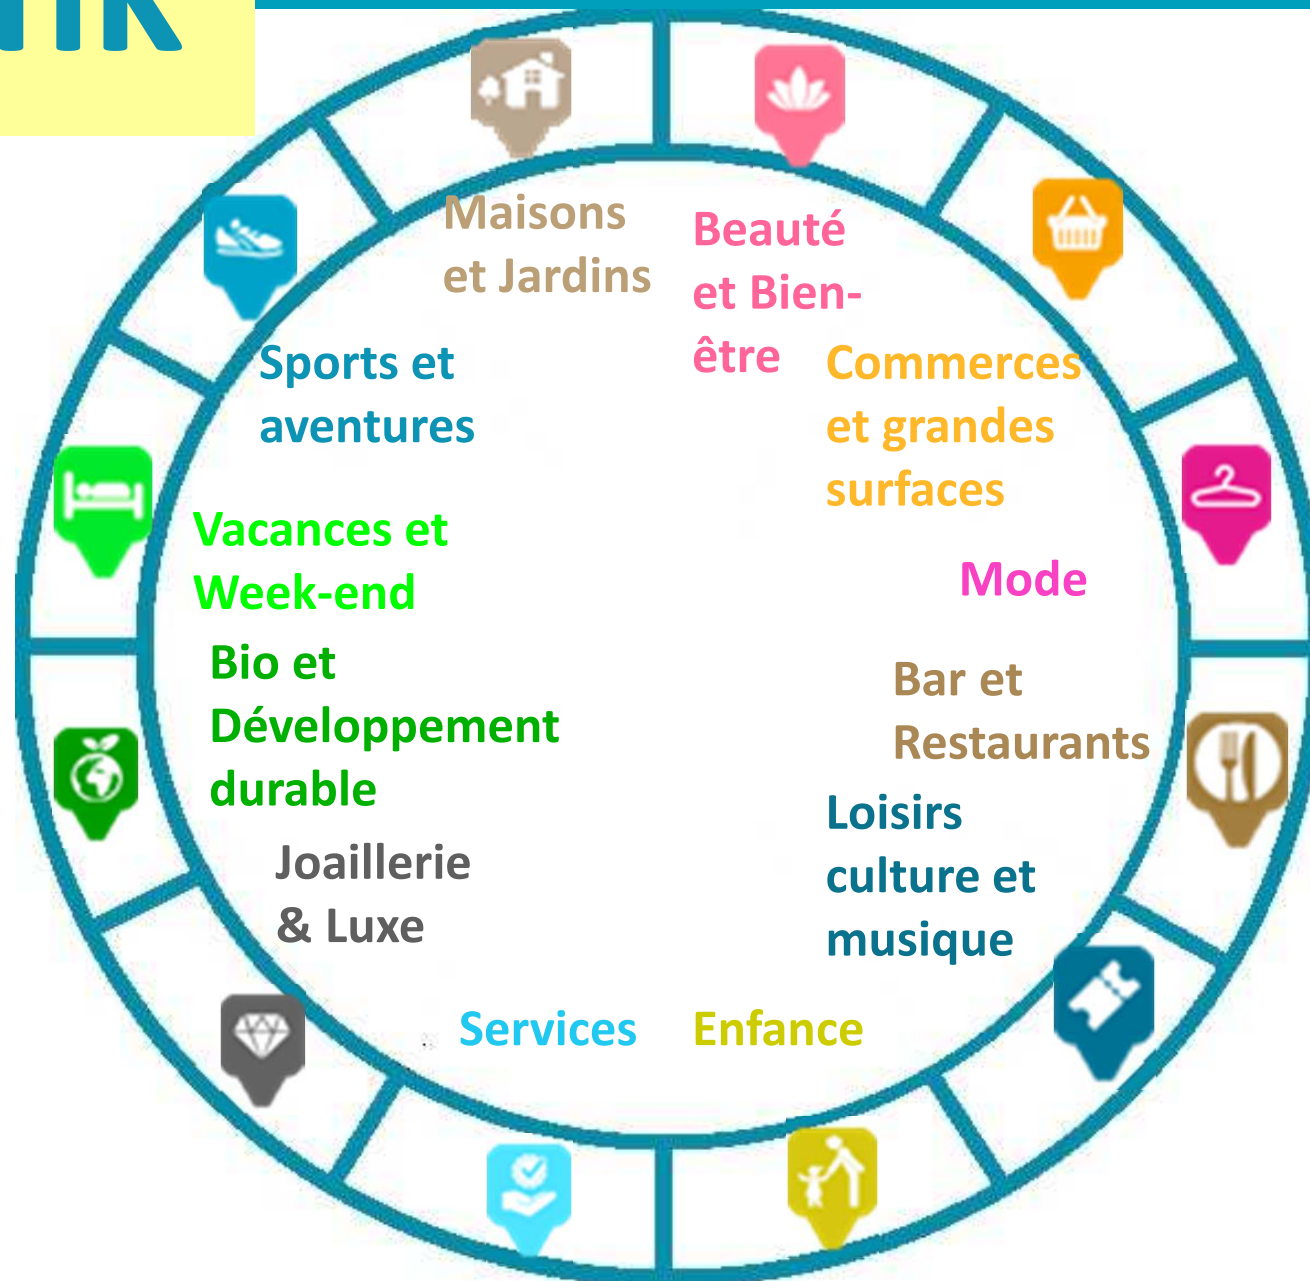 Maisons
et Jardins
Beauté
et Bien-
être
Commerces
et grandes
surfaces
Sports et
aventures
Vacances et
Week-end
Mode
Bio et
Développement
durable
Bar et
Restaurants
Loisirs
culture et
musique
Joaillerie
& Luxe
Services
Enfance